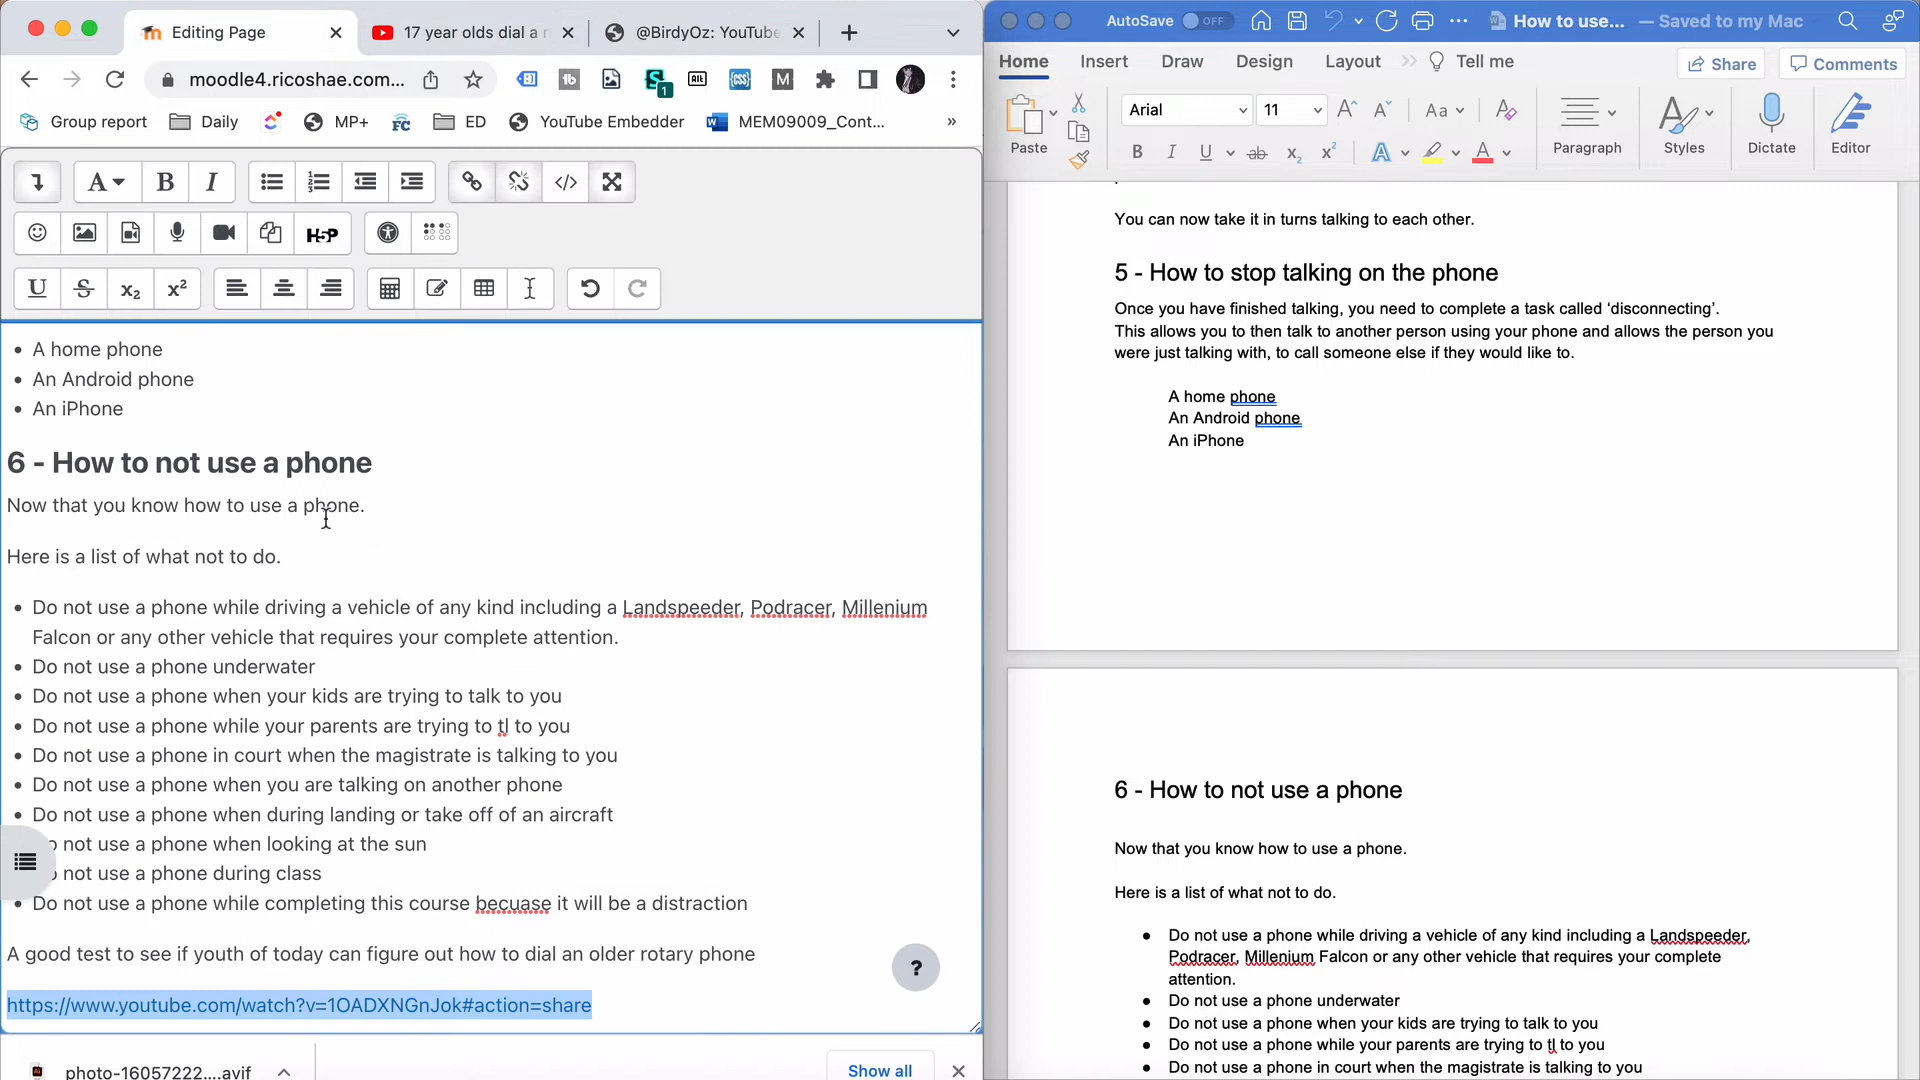 Editing Page
17 year olds dial a
@BirdyOz: YouTube
moodle4.ricoshae.com...
1
Group report
Daily
MP+
FC
ED
YouTube Embedder
MEM09009_Cont...
A
B
I
H5P
U
S
x2
x2
A home phone
An Android phone
An iPhone
6 - How to not use a phone
Now that you know how to use a phone.
Here is a list of what not to do.
Do not use a phone while driving a vehicle of any kind including a Landspeeder, Podracer, Millenium
Falcon or any other vehicle that requires your complete attention.
Do not use a phone underwater
Do not use a phone when your kids are trying to talk to you
Do not use a phone while your parents are trying to tl to you
Do not use a phone in court when the magistrate is talking to you
Do not use a phone when you are talking on another phone
Do not use a phone when during landing or take off of an aircraft
o not use a phone when looking at the sun
o not use a phone during class
Do not use a phone while completing this course becuase it will be a distraction
A good test to see if youth of today can figure out how to dial an older rotary phone
?
https://www.youtube.com/watch?v=1OADXNGnJok#action=share
photo-16057222....avif
Show all
AutoSave OFF
How to use... — Saved to my Mac
Home Insert Draw Design Layout Tell me
Share
Comments
Paste
Arial
11
Aa
B I U ab x2 x2 A A
Paragraph
Styles
Dictate
Editor
You can now take it in turns talking to each other.
5 - How to stop talking on the phone
Once you have finished talking, you need to complete a task called ‘disconnecting’.
This allows you to then talk to another person using your phone and allows the person you
were just talking with, to call someone else if they would like to.
A home phone
An Android phone
An iPhone
6 - How to not use a phone
Now that you know how to use a phone.
Here is a list of what not to do.
Do not use a phone while driving a vehicle of any kind including a Landspeeder,
Podracer, Millenium Falcon or any other vehicle that requires your complete
attention.
Do not use a phone underwater
Do not use a phone when your kids are trying to talk to you
Do not use a phone while your parents are trying to tl to you
Do not use a phone in court when the magistrate is talking to you